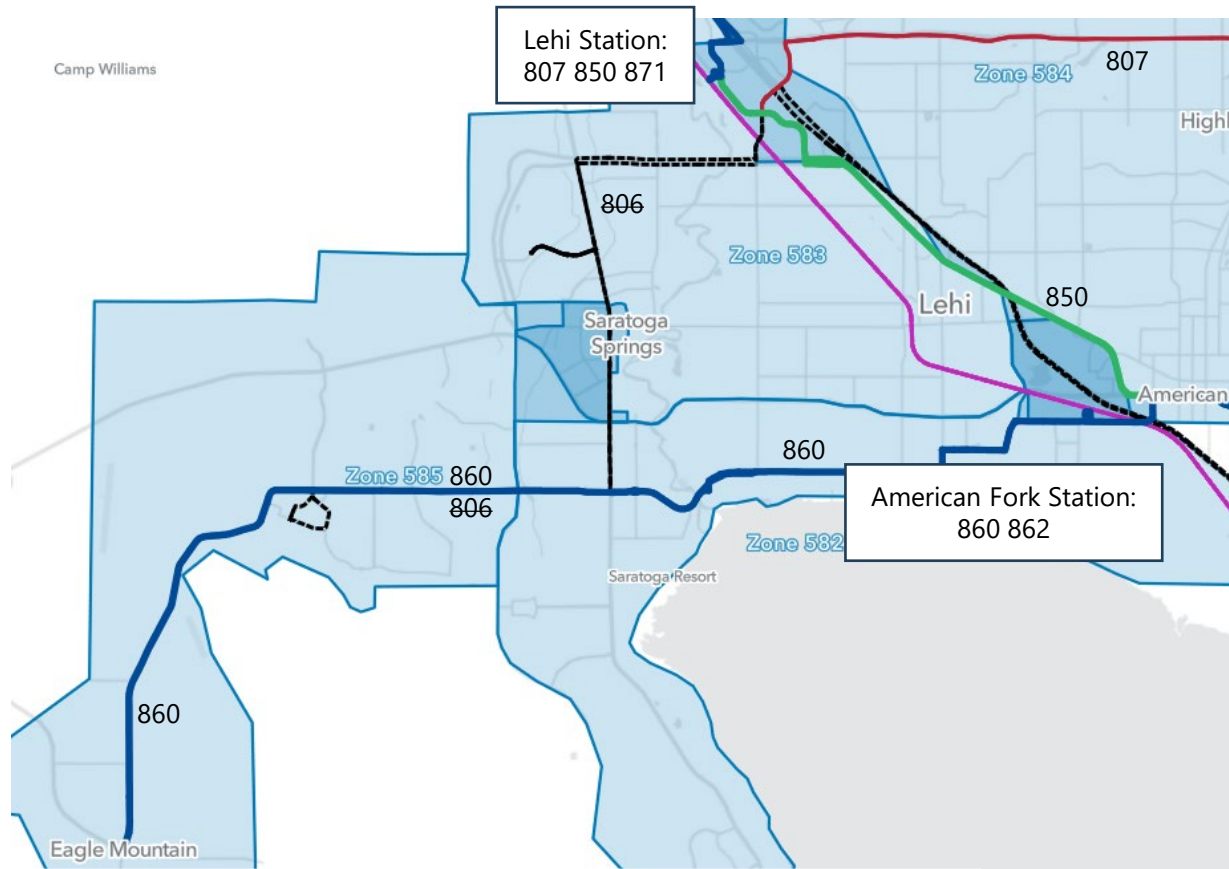 Lehi Station:
807 850 871
Camp Williams
Zone 584
807
Highl
806
Zone 583
Lehi
850
Saratoga
Springs
American
Zone 585
860
860
806
American Fork Station:
860 862
Zone 582
Saratoga Resort
860
Eagle Mountain